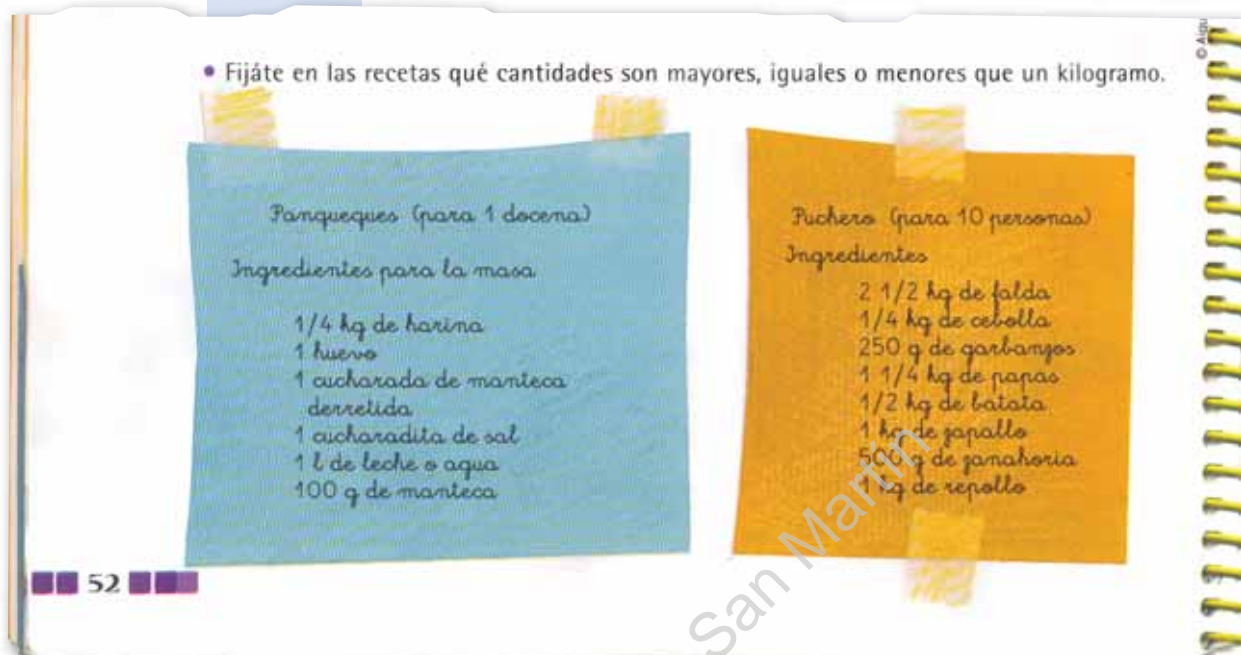 © Aigu
• Fijáte en las recetas qué cantidades son mayores, iguales o menores que un kilogramo.
Panqueques (para 1 docena)
Ingredientes para la masa
1/4 kg de harina
1 huevo
1 cucharada de manteca
derretida
1 cucharadita de sal
1 l de leche o agua
100 g de manteca
Puchero (para 10 personas)
Ingredientes
2 1/2 kg de falda
1/4 kg de cebolla
250 g de garbanzos
1 1/4 kg de papas
1/2 kg de batata
1 kg de zapallo
500 g de zanahoria
1 kg de repollo
52
San Martín